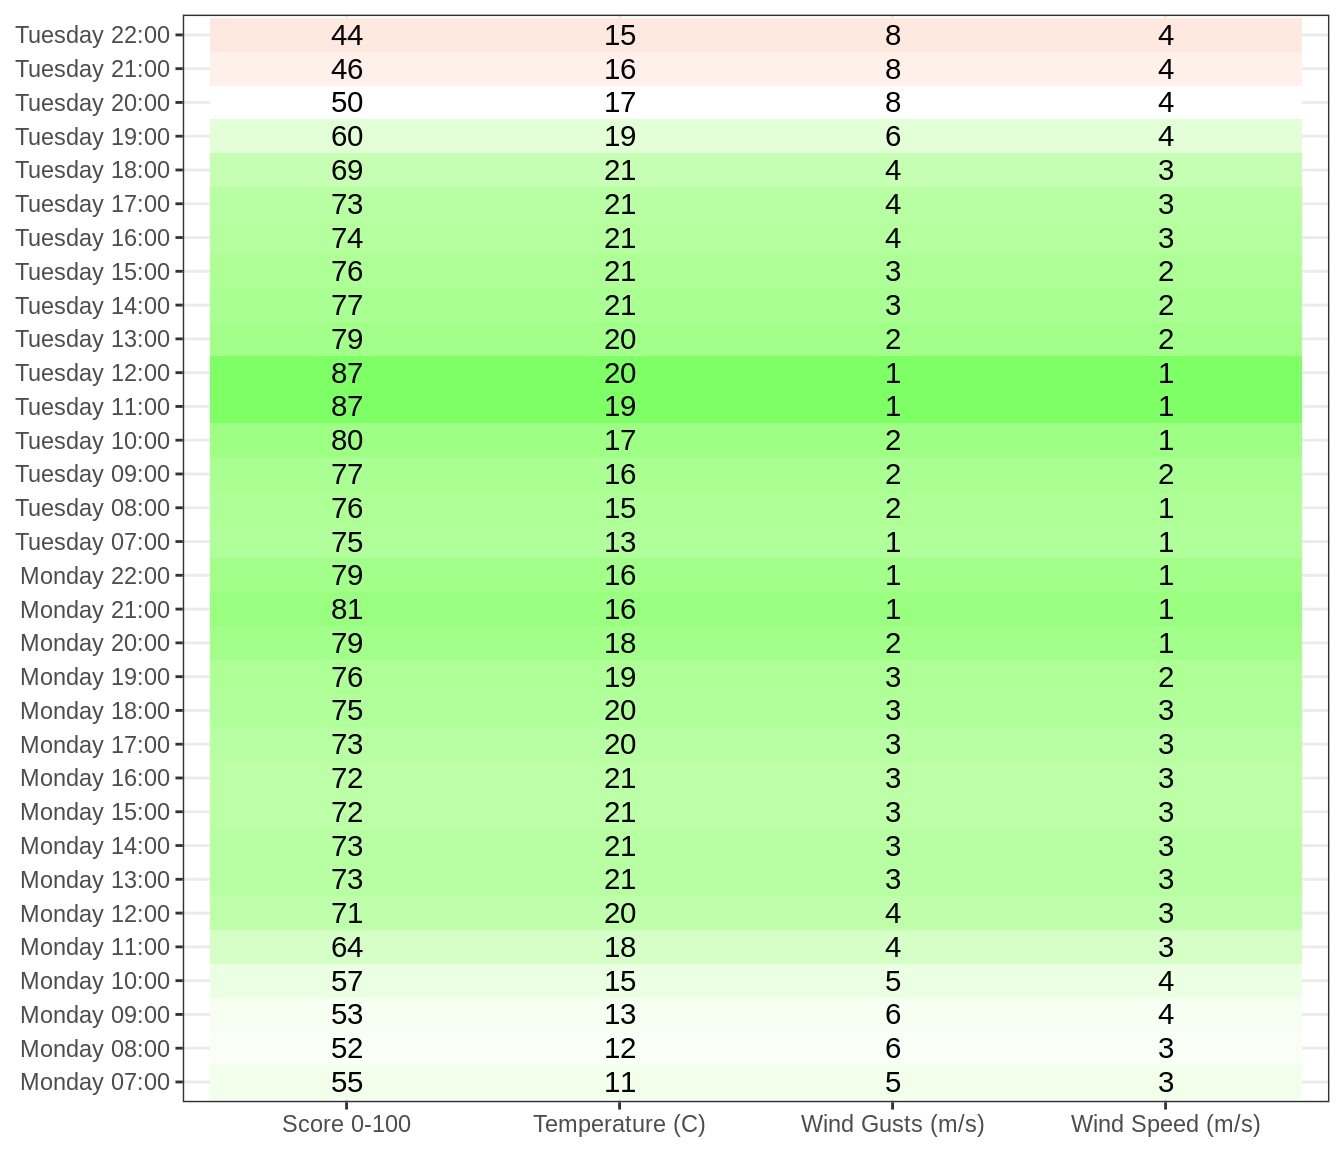 Tuesday 22:00 44 15 8 4
Tuesday 21:00 46 16 8 4
Tuesday 20:00 50 17 8 4
Tuesday 19:00 60 19 6 4
Tuesday 18:00 69 21 4 3
Tuesday 17:00 73 21 4 3
Tuesday 16:00 74 21 4 3
Tuesday 15:00 76 21 3 2
Tuesday 14:00 77 21 3 2
Tuesday 13:00 79 20 2 2
Tuesday 12:00 87 20 1 1
Tuesday 11:00 87 19 1 1
Tuesday 10:00 80 17 2 1
Tuesday 09:00 77 16 2 2
Tuesday 08:00 76 15 2 1
Tuesday 07:00 75 13 1 1
Monday 22:00 79 16 1 1
Monday 21:00 81 16 1 1
Monday 20:00 79 18 2 1
Monday 19:00 76 19 3 2
Monday 18:00 75 20 3 3
Monday 17:00 73 20 3 3
Monday 16:00 72 21 3 3
Monday 15:00 72 21 3 3
Monday 14:00 73 21 3 3
Monday 13:00 73 21 3 3
Monday 12:00 71 20 4 3
Monday 11:00 64 18 4 3
Monday 10:00 57 15 5 4
Monday 09:00 53 13 6 4
Monday 08:00 52 12 6 3
Monday 07:00 55 11 5 3
Score 0-100 Temperature (C) Wind Gusts (m/s) Wind Speed (m/s)